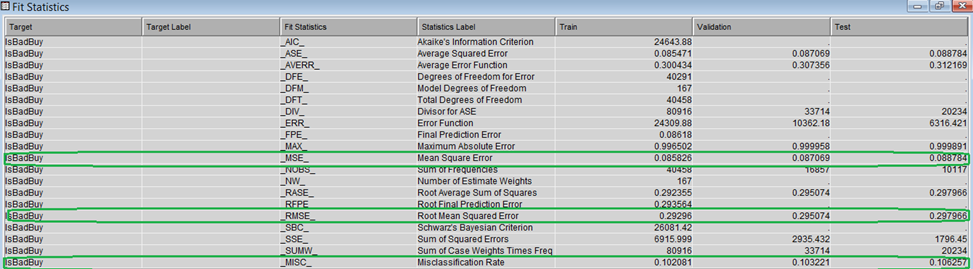 Fit Statistics
Target Target Label Fit Statistics Statistics Label Train Validation Test
IsBadBuy _AIC_ Akaike's Information Criterion 24643.88 . .
IsBadBuy _ASE_ Average Squared Error 0.085471 0.087069 0.088784
IsBadBuy _AVERR_ Average Error Function 0.300434 0.307356 0.312169
IsBadBuy _DFE_ Degrees of Freedom for Error 40291 . .
IsBadBuy _DFM_ Model Degrees of Freedom 167 . .
IsBadBuy _DFT_ Total Degrees of Freedom 40458 . .
IsBadBuy _DIV_ Divisor for ASE 80916 33714 20234
IsBadBuy _ERR_ Error Function 24309.88 10362.18 6316.421
IsBadBuy _FPE_ Final Prediction Error 0.08618 . .
IsBadBuy _MAX_ Maximum Absolute Error 0.996502 0.999958 0.999891
IsBadBuy _MSE_ Mean Square Error 0.085826 0.087069 0.088784
IsBadBuy _NOBS_ Sum of Frequencies 40458 16857 10117
IsBadBuy _NW_ Number of Estimate Weights 167 . .
IsBadBuy _RASE_ Root Average Sum of Squares 0.292355 0.295074 0.297966
IsBadBuy _RFPE_ Root Final Prediction Error 0.293564 . .
IsBadBuy _RMSE_ Root Mean Squared Error 0.29296 0.295074 0.297966
IsBadBuy _SBC_ Schwarz's Bayesian Criterion 26081.42 . .
IsBadBuy _SSE_ Sum of Squared Errors 6915.999 2935.432 1796.45
IsBadBuy _SUMW_ Sum of Case Weights Times Freq 80916 33714 20234
IsBadBuy _MISC_ Misclassification Rate 0.102081 0.103221 0.106257